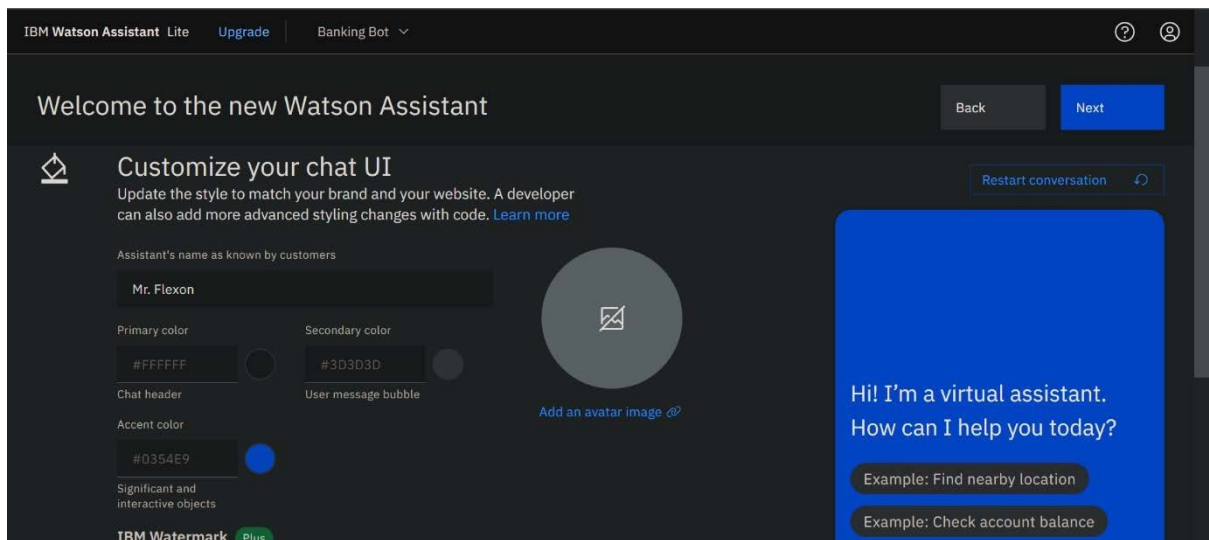 IBM Watson Assistant Lite Upgrade Banking Bot
Welcome to the new Watson Assistant
Back
Next
Customize your chat UI
Update the style to match your brand and your website. A developer
can also add more advanced styling changes with code. Learn more
Restart conversation
Assistant's name as known by customers
Mr. Flexon
Primary color
Secondary color
#FFFFFF
#3D3D3D
Chat header
User message bubble
Add an avatar image
Accent color
#0354E9
Significant and
interactive objects
IBM Watermark Plus
Hi! I'm a virtual assistant.
How can I help you today?
Example: Find nearby location
Example: Check account balance